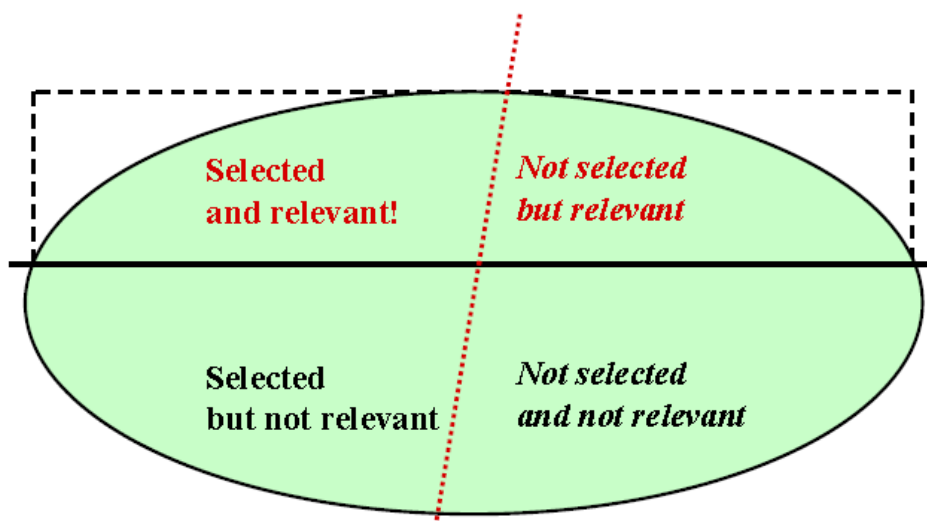 Selected
and relevant!
Not selected
but relevant
Selected
but not relevant
Not selected
and not relevant